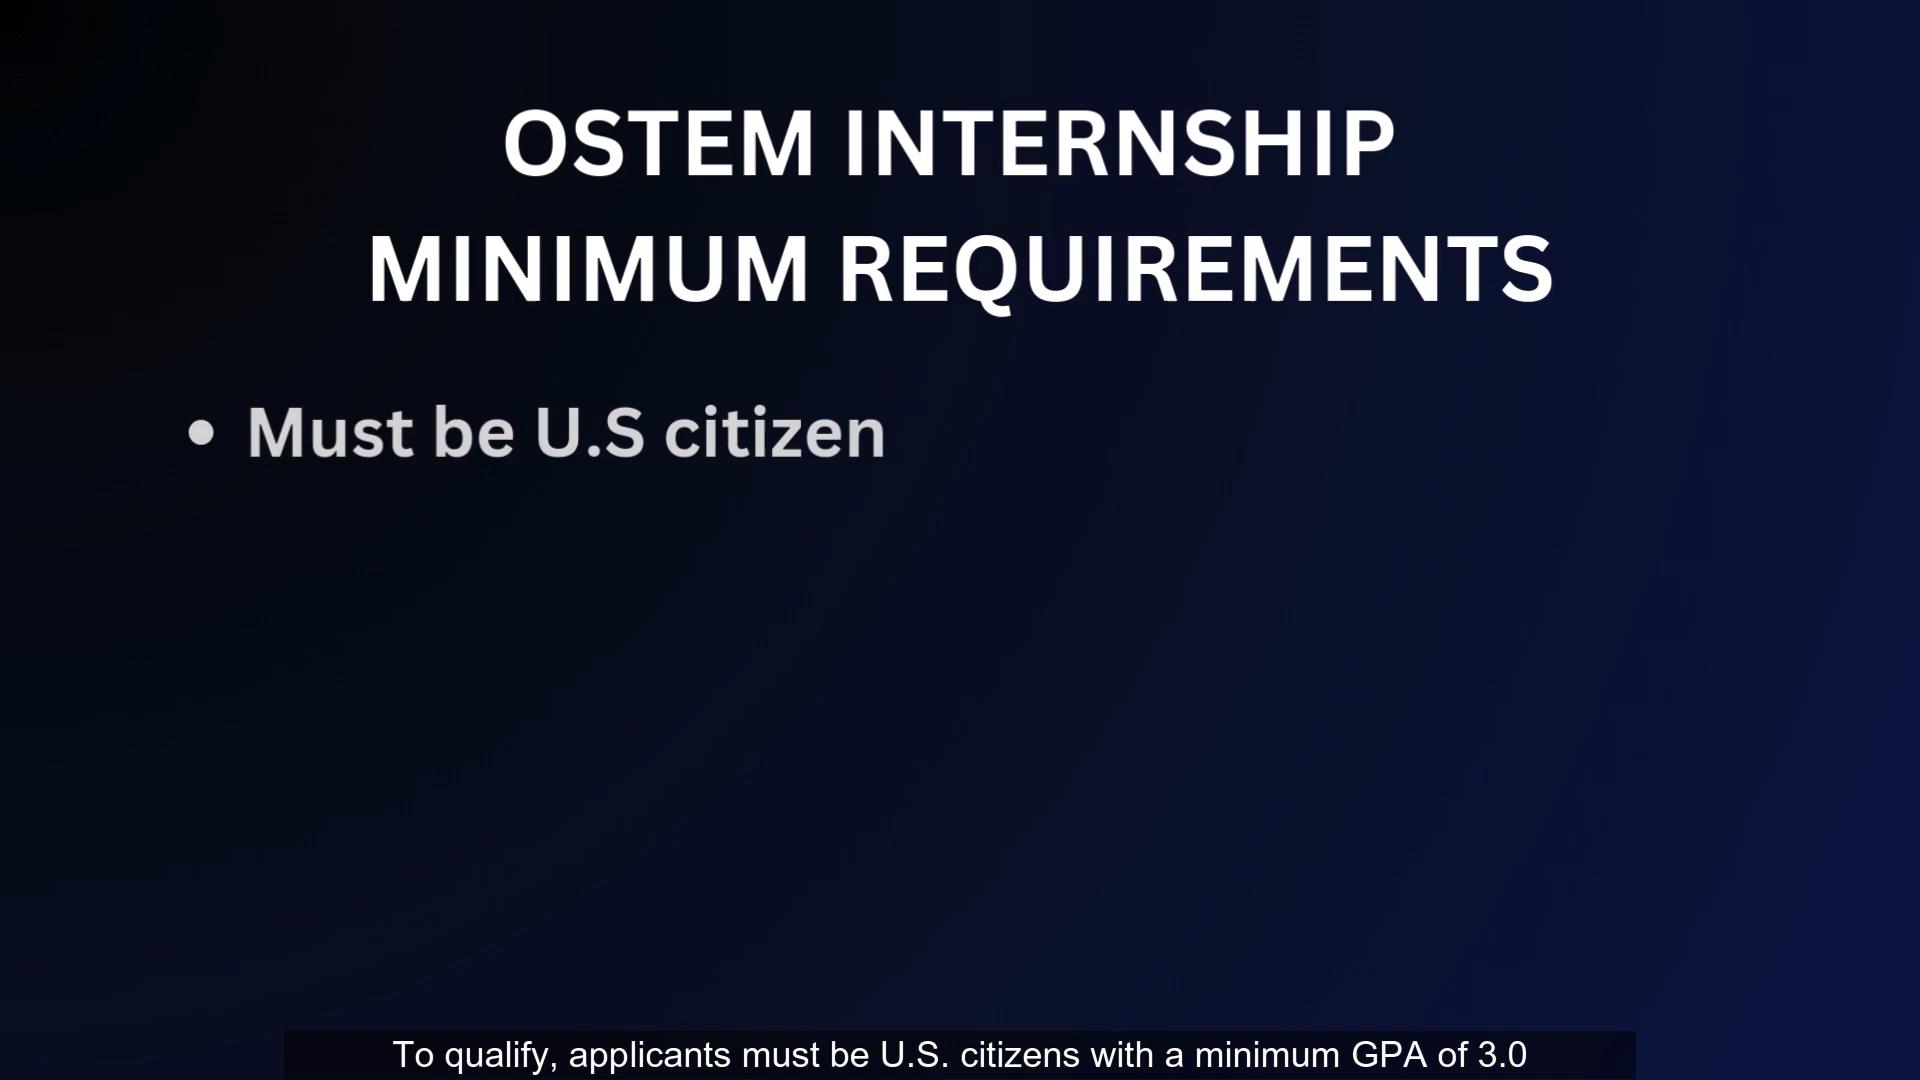 OSTEM INTERNSHIP
MINIMUM REQUIREMENTS
• Must be U.S citizen
To qualify, applicants must be U.S. citizens with a minimum GPA of 3.0